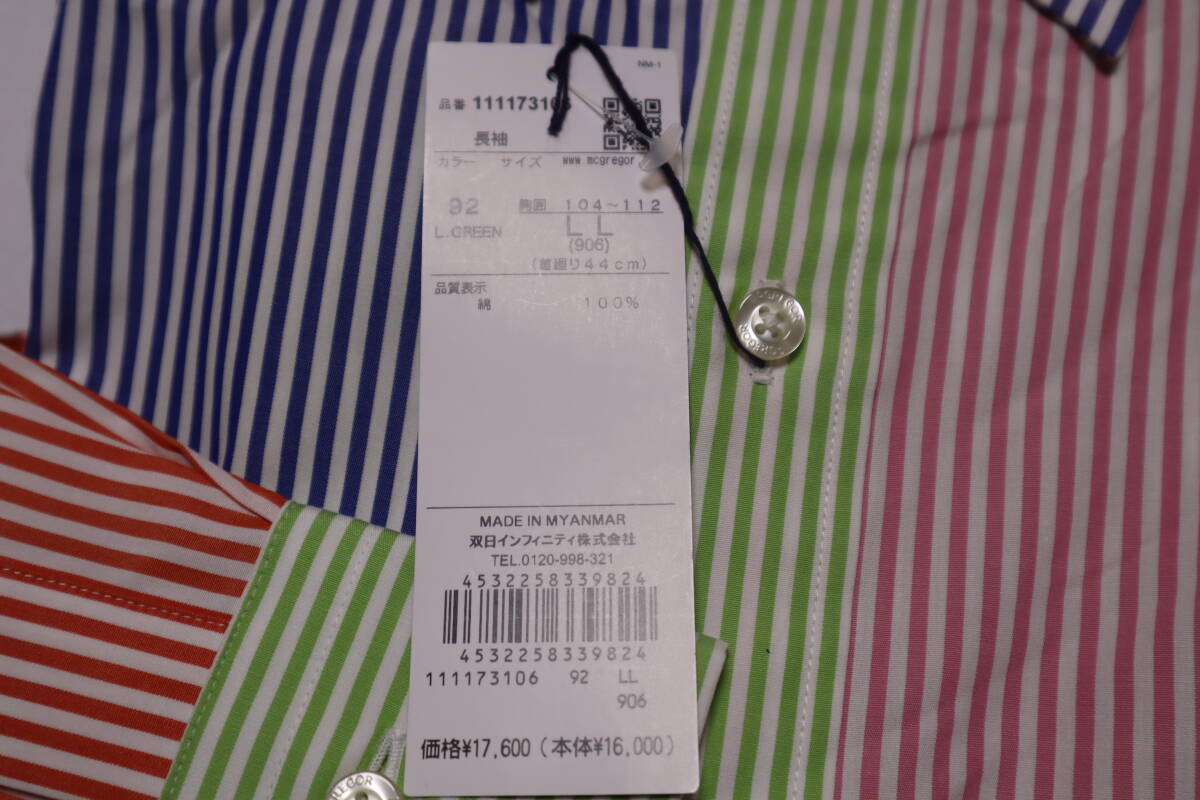 NM-1
品番 111173106
長袖
カラー サイズ www mcgregor
92 胸囲 104~112
L.GREEN LL
(906)
(首廻り44cm)
品質表示
綿 100%
MADE IN MYANMAR
双日インフィニティ株式会社
TEL.0120-998-321
4532258339824
4532258339824
111173106 92 LL
906
価格¥17,600(本体¥16,000)